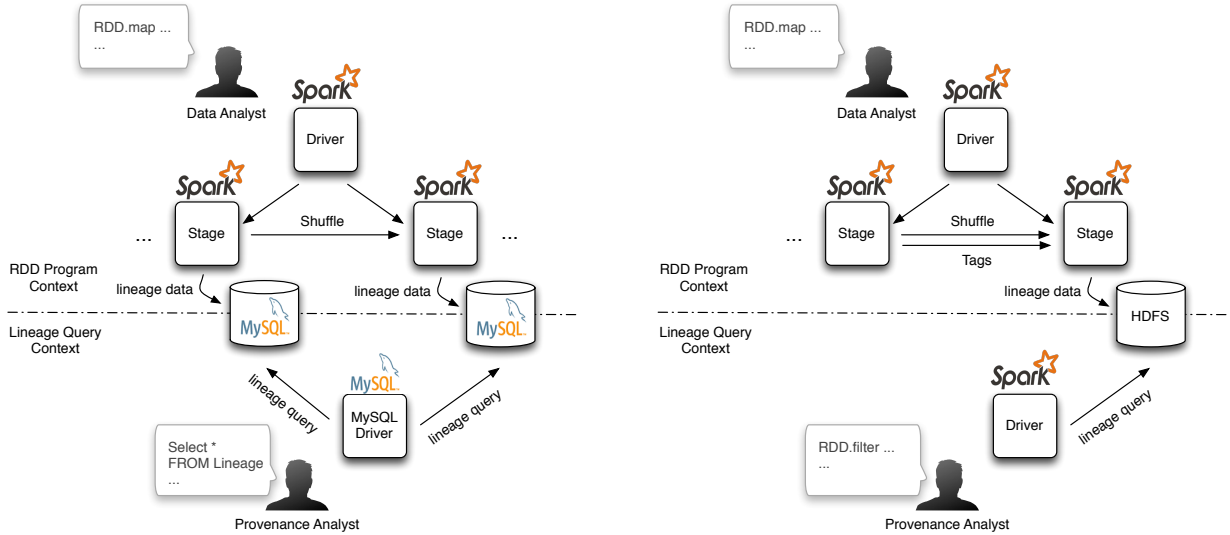 RDD.map ...
...
Data Analyst
Spark
Driver
Spark
Spark
Stage
Shuffle
Stage
...
...
RDD Program
Context
lineage data
lineage data
MySQL
MySQL
Lineage Query
Context
lineage query
lineage query
MySQL
MySQL
Driver
Select *
FROM Lineage
...
Provenance Analyst
RDD.map ...
...
Data Analyst
Spark
Driver
Spark
Spark
Stage
Shuffle
Stage
...
Tags
RDD Program
Context
lineage data
HDFS
Lineage Query
Context
Spark
Driver
lineage query
RDD.filter ...
...
Provenance Analyst